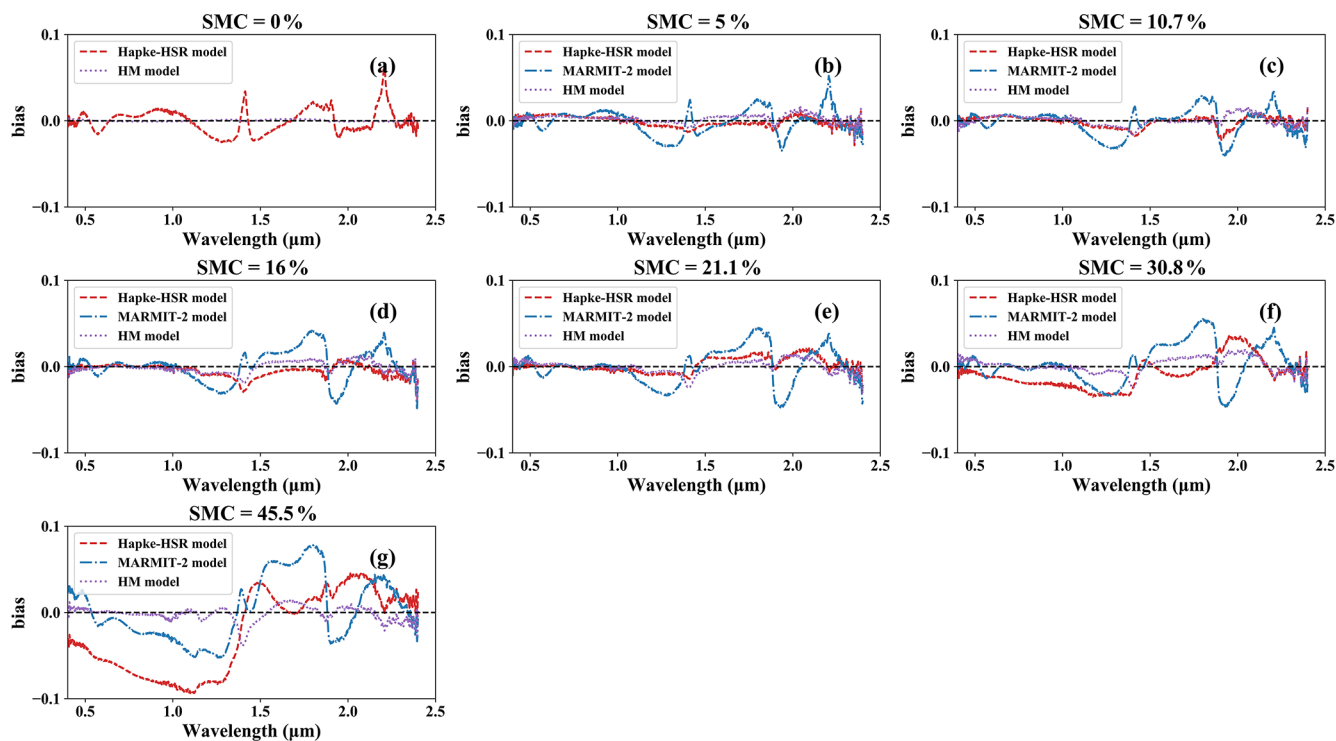 SMC = 0 %
0.1
Hapke-HSR model
HM model
(a)
bias
0.0
−0.1
0.5 1.0 1.5 2.0 2.5
Wavelength (μm)
SMC = 5 %
0.1
Hapke-HSR model
MARMIT-2 model
HM model
(b)
bias
0.0
−0.1
0.5 1.0 1.5 2.0 2.5
Wavelength (μm)
SMC = 10.7 %
0.1
Hapke-HSR model
MARMIT-2 model
HM model
(c)
bias
0.0
−0.1
0.5 1.0 1.5 2.0 2.5
Wavelength (μm)
SMC = 16 %
0.1
Hapke-HSR model
MARMIT-2 model
HM model
(d)
bias
0.0
−0.1
0.5 1.0 1.5 2.0 2.5
Wavelength (μm)
SMC = 21.1 %
0.1
Hapke-HSR model
MARMIT-2 model
HM model
(e)
bias
0.0
−0.1
0.5 1.0 1.5 2.0 2.5
Wavelength (μm)
SMC = 30.8 %
0.1
Hapke-HSR model
MARMIT-2 model
HM model
(f)
bias
0.0
−0.1
0.5 1.0 1.5 2.0 2.5
Wavelength (μm)
SMC = 45.5 %
0.1
Hapke-HSR model
MARMIT-2 model
HM model
(g)
bias
0.0
−0.1
0.5 1.0 1.5 2.0 2.5
Wavelength (μm)